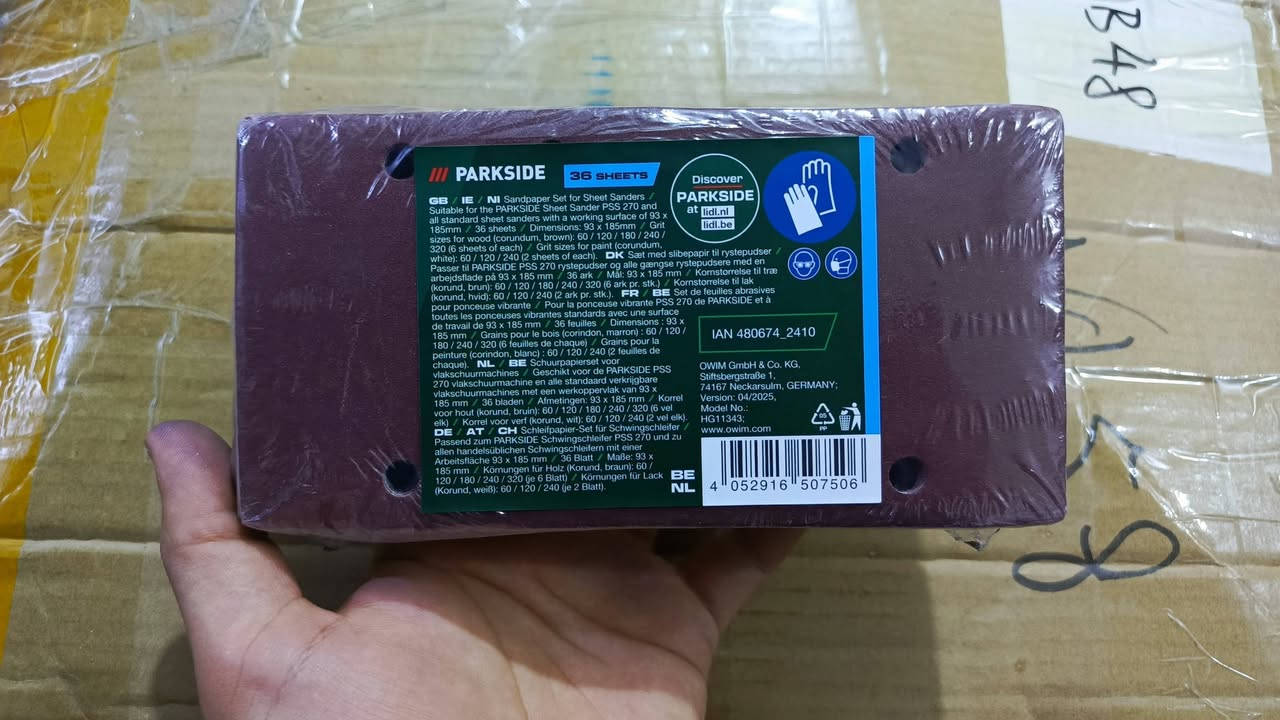 B48
PARKSIDE
36 SHEETS
GB / IE / NI Sandpaper Set for Sheet Sanders /
Suitable for the PARKSIDE Sheet Sander PSS 270 and
all standard sheet sanders with a working surface of 93 x
185mm / 36 sheets / Dimensions: 93 x 185mm / Grit
sizes for wood (corundum, brown): 60 / 120 / 180 / 240 /
320 (6 sheets of each) / Grit sizes for paint (corundum,
white): 60 / 120 / 240 (2 sheets of each). DK Sæt med slibepapir til rystepudser /
Passer til PARKSIDE PSS 270 rystepudser og alle gængse rystepudsere med en
arbejdsflade på 93 x 185 mm / 36 ark / Mål: 93 x 185 mm / Kornstørrelse til træ
(korund, brun): 60 / 120 / 180 / 240 / 320 (6 ark pr. stk.) / Kornstørrelse til lak
(korund, hvid): 60 / 120 / 240 (2 ark pr. stk.). FR / BE Set de feuilles abrasives
pour ponceuse vibrante / Pour la ponceuse vibrante PSS 270 de PARKSIDE et à
toutes les ponceuses vibrantes standards avec une surface
de travail de 93 x 185 mm / 36 feuilles / Dimensions : 93 x
185 mm / Grains pour le bois (corindon, marron) : 60 / 120 /
180 / 240 / 320 (6 feuilles de chaque) / Grains pour la
peinture (corindon, blanc) : 60 / 120 / 240 (2 feuilles de
chaque). NL / BE Schuurpapierset voor
vlakschuurmachine / Geschikt voor de PARKSIDE PSS
270 vlakschuurmachine en alle standaard verkrijgbare
vlakschuurmachines met een werkoppervlak van 93 x
185 mm / 36 bladen / Afmetingen: 93 x 185 mm / Korrel
voor hout (korund, bruin): 60 / 120 / 180 / 240 / 320 (6 vel
elk) / Korrel voor verf (korund, wit): 60 / 120 / 240 (2 vel elk).
DE / AT / CH Schleifpapier-Set für Schwingschleifer /
Passend zum PARKSIDE Schwingschleifer PSS 270 und zu
allen handelsüblichen Schwingschleifern mit einer
Arbeitsfläche 93 x 185 mm / 36 Blatt / Maße: 93 x
185 mm / Körnungen für Holz (Korund, braun): 60 /
120 / 180 / 240 / 320 (je 6 Blatt) / Körnungen für Lack
(Korund, weiß): 60 / 120 / 240 (je 2 Blatt).
Discover
PARKSIDE
at lidl.nl
lidl.be
IAN 480674_2410
OWIM GmbH & Co. KG,
Stiftsbergstraße 1,
74167 Neckarsulm, GERMANY;
Version: 04/2025,
Model No.:
HG11343;
www.owim.com
05
PP
BE
NL
4 052916 507506